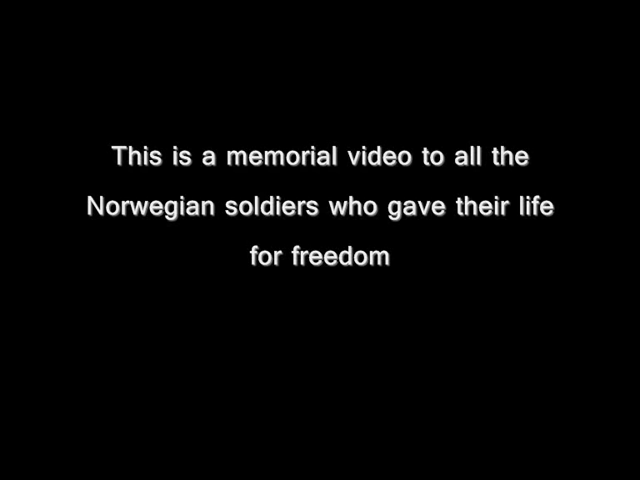 This is a memorial video to all the
Norwegian soldiers who gave their life
for freedom